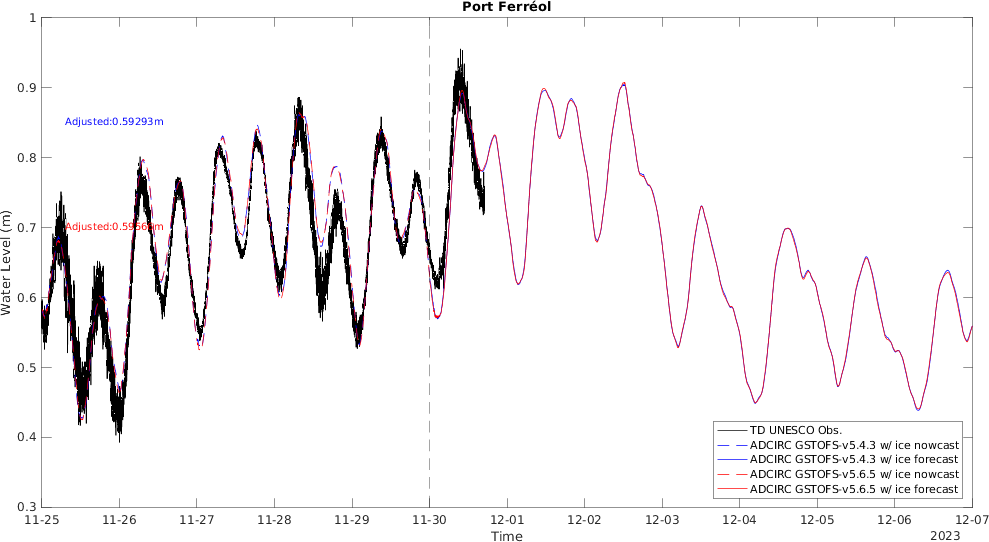 Port Ferréol
Water Level (m)
1
0.9
0.8
0.7
0.6
0.5
0.4
0.3
Adjusted:0.59293m
11-25
11-26
11-27
11-28
11-29
11-30
12-01
12-02
12-03
12-04
12-05
12-06
12-07
Time
2023
TD UNESCO Obs.
ADCIRC GSTOFS-v5.4.3 w/ ice nowcast
ADCIRC GSTOFS-v5.4.3 w/ ice forecast
ADCIRC GSTOFS-v5.6.5 w/ ice nowcast
ADCIRC GSTOFS-v5.6.5 w/ ice forecast